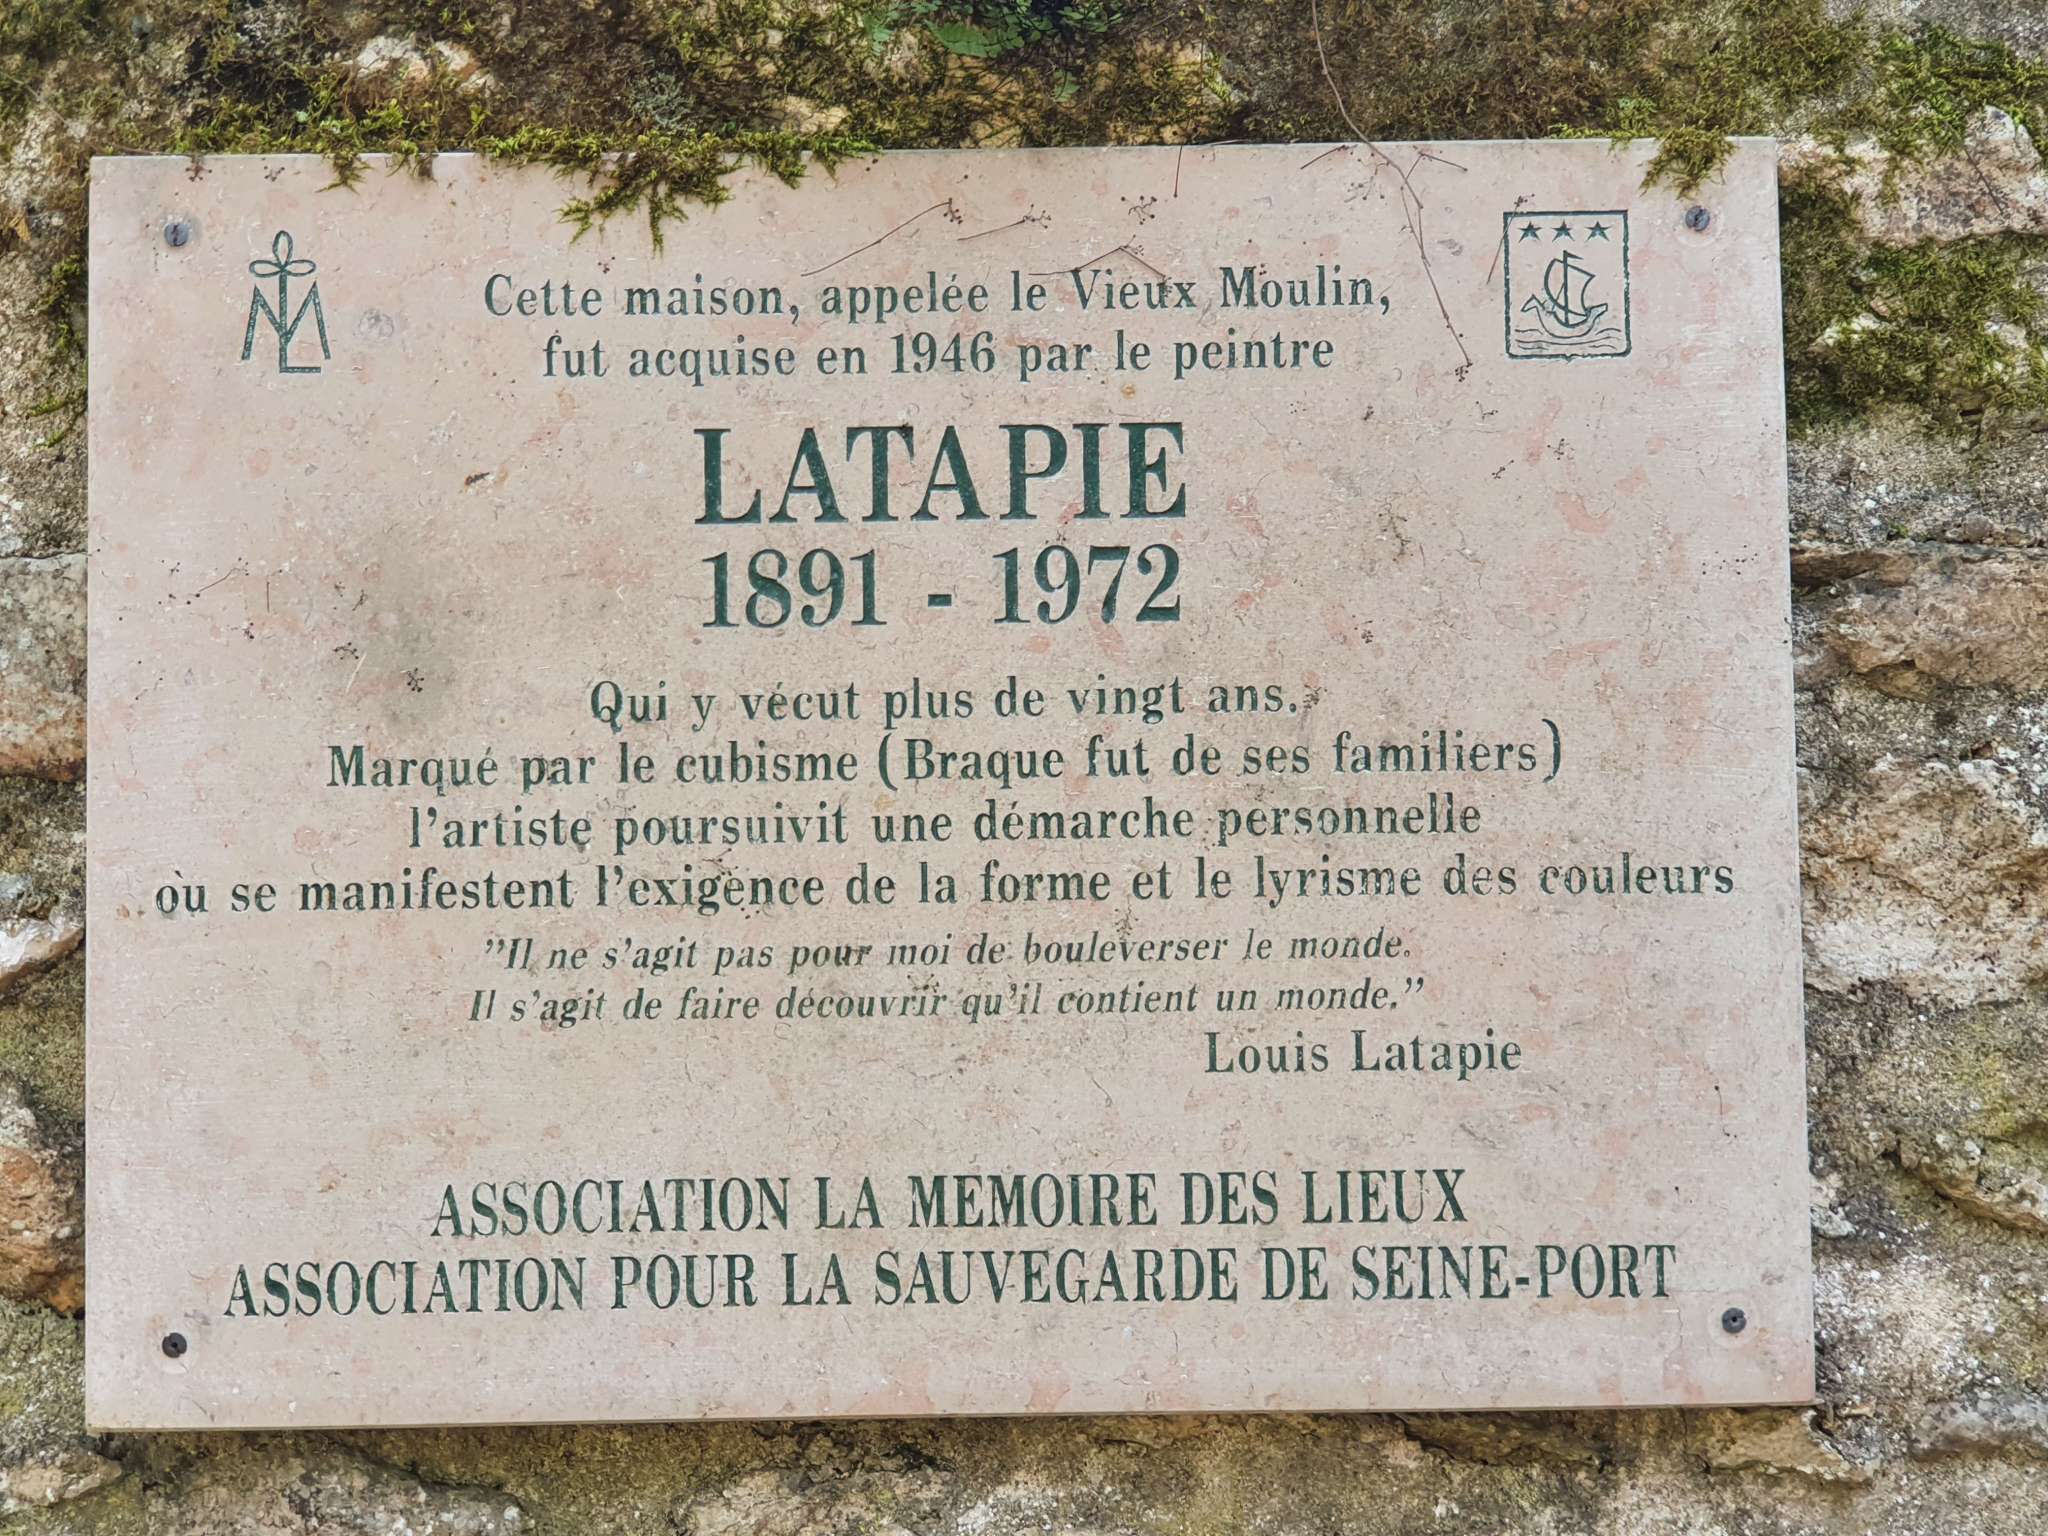 ML
Cette maison, appelée le Vieux Moulin,
fut acquise en 1946 par le peintre
LATAPIE
1891 - 1972
Qui y vécut plus de vingt ans.
Marqué par le cubisme (Braque fut de ses familiers)
l'artiste poursuivit une démarche personnelle
où se manifestent l'exigence de la forme et le lyrisme des couleurs
"Il ne s'agit pas pour moi de bouleverser le monde.
Il s'agit de faire découvrir qu'il contient un monde."
Louis Latapie
ASSOCIATION LA MEMOIRE DES LIEUX
ASSOCIATION POUR LA SAUVEGARDE DE SEINE-PORT